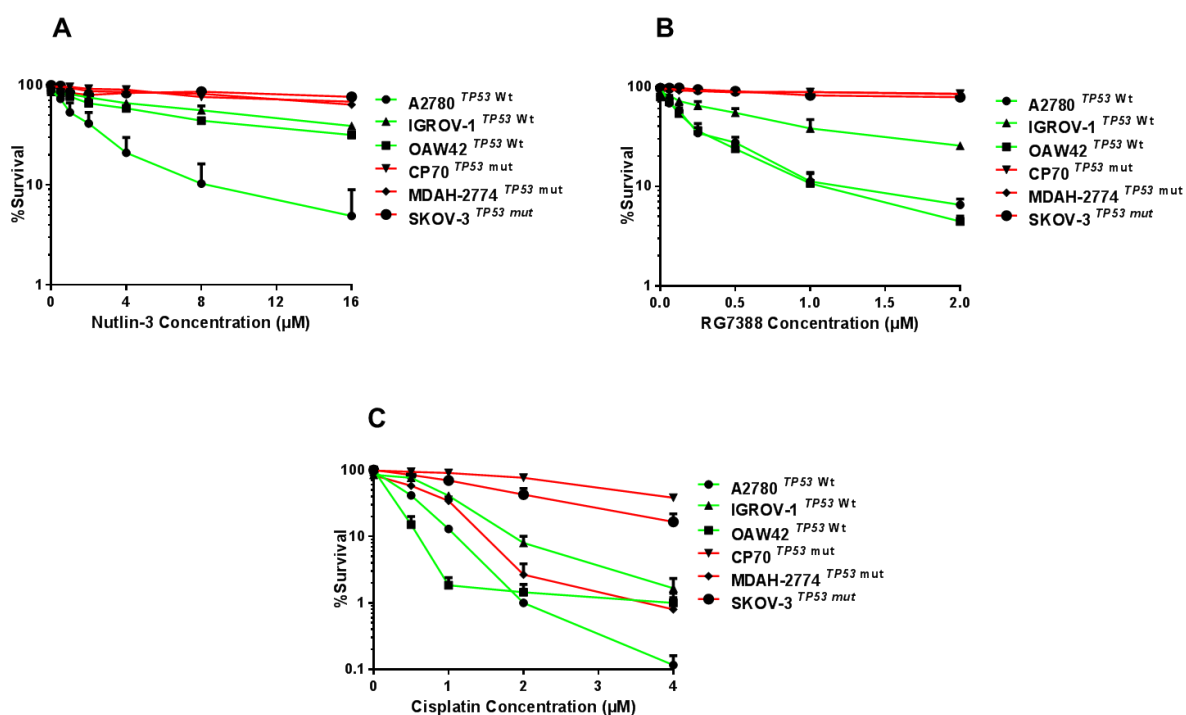 A
%Survival
100
10
1
0 4 8 12 16
Nutlin-3 Concentration (µM)
A2780 TP53 Wt
IGROV-1 TP53 Wt
OAW42 TP53 Wt
CP70 TP53 mut
MDAH-2774 TP53 mut
SKOV-3 TP53 mut
B
%Survival
100
10
1
0.0 0.5 1.0 1.5 2.0
RG7388 Concentration (µM)
A2780 TP53 Wt
IGROV-1 TP53 Wt
OAW42 TP53 Wt
CP70 TP53 mut
MDAH-2774 TP53 mut
SKOV-3 TP53 mut
C
%Survival
100
10
1
0.1
0 1 2 3 4
Cisplatin Concentration (µM)
A2780 TP53 Wt
IGROV-1 TP53 Wt
OAW42 TP53 Wt
CP70 TP53 mut
MDAH-2774 TP53 mut
SKOV-3 TP53 mut